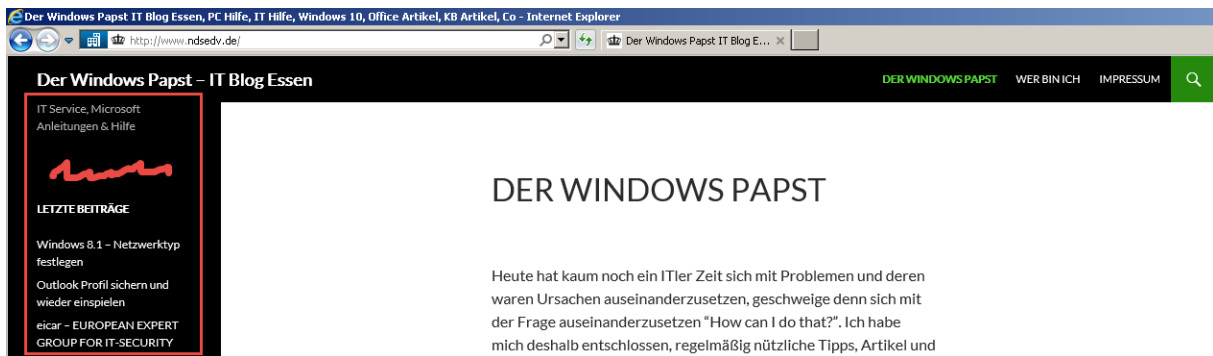 Der Windows Papst IT Blog Essen, PC Hilfe, IT Hilfe, Windows 10, Office Artikel, KB Artikel, Co - Internet Explorer
http://www.ndsedv.de/
Der Windows Papst IT Blog E...
Der Windows Papst – IT Blog Essen
DER WINDOWS PAPST
WER BIN ICH
IMPRESSUM
IT Service, Microsoft
Anleitungen & Hilfe
LETZTE BEITRÄGE
Windows 8.1 – Netzwerktyp
festlegen
Outlook Profil sichern und
wieder einspielen
eicar – EUROPEAN EXPERT
GROUP FOR IT-SECURITY
DER WINDOWS PAPST
Heute hat kaum noch ein ITler Zeit sich mit Problemen und deren
waren Ursachen auseinanderzusetzen, geschweige denn sich mit
der Frage auseinanderzusetzen “How can I do that?”. Ich habe
mich deshalb entschlossen, regelmäßig nützliche Tipps, Artikel und